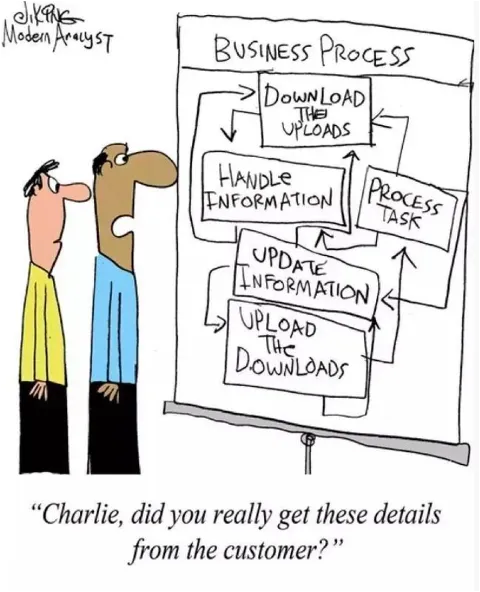 JiKING
Modern Analyst
BUSINESS PROCESS
DOWNLOAD
THE
UPLOADS
HANDLE
INFORMATION
PROCESS
TASK
UPDATE
INFORMATION
UPLOAD
THE
DOWNLOADS
“Charlie, did you really get these details
from the customer?”